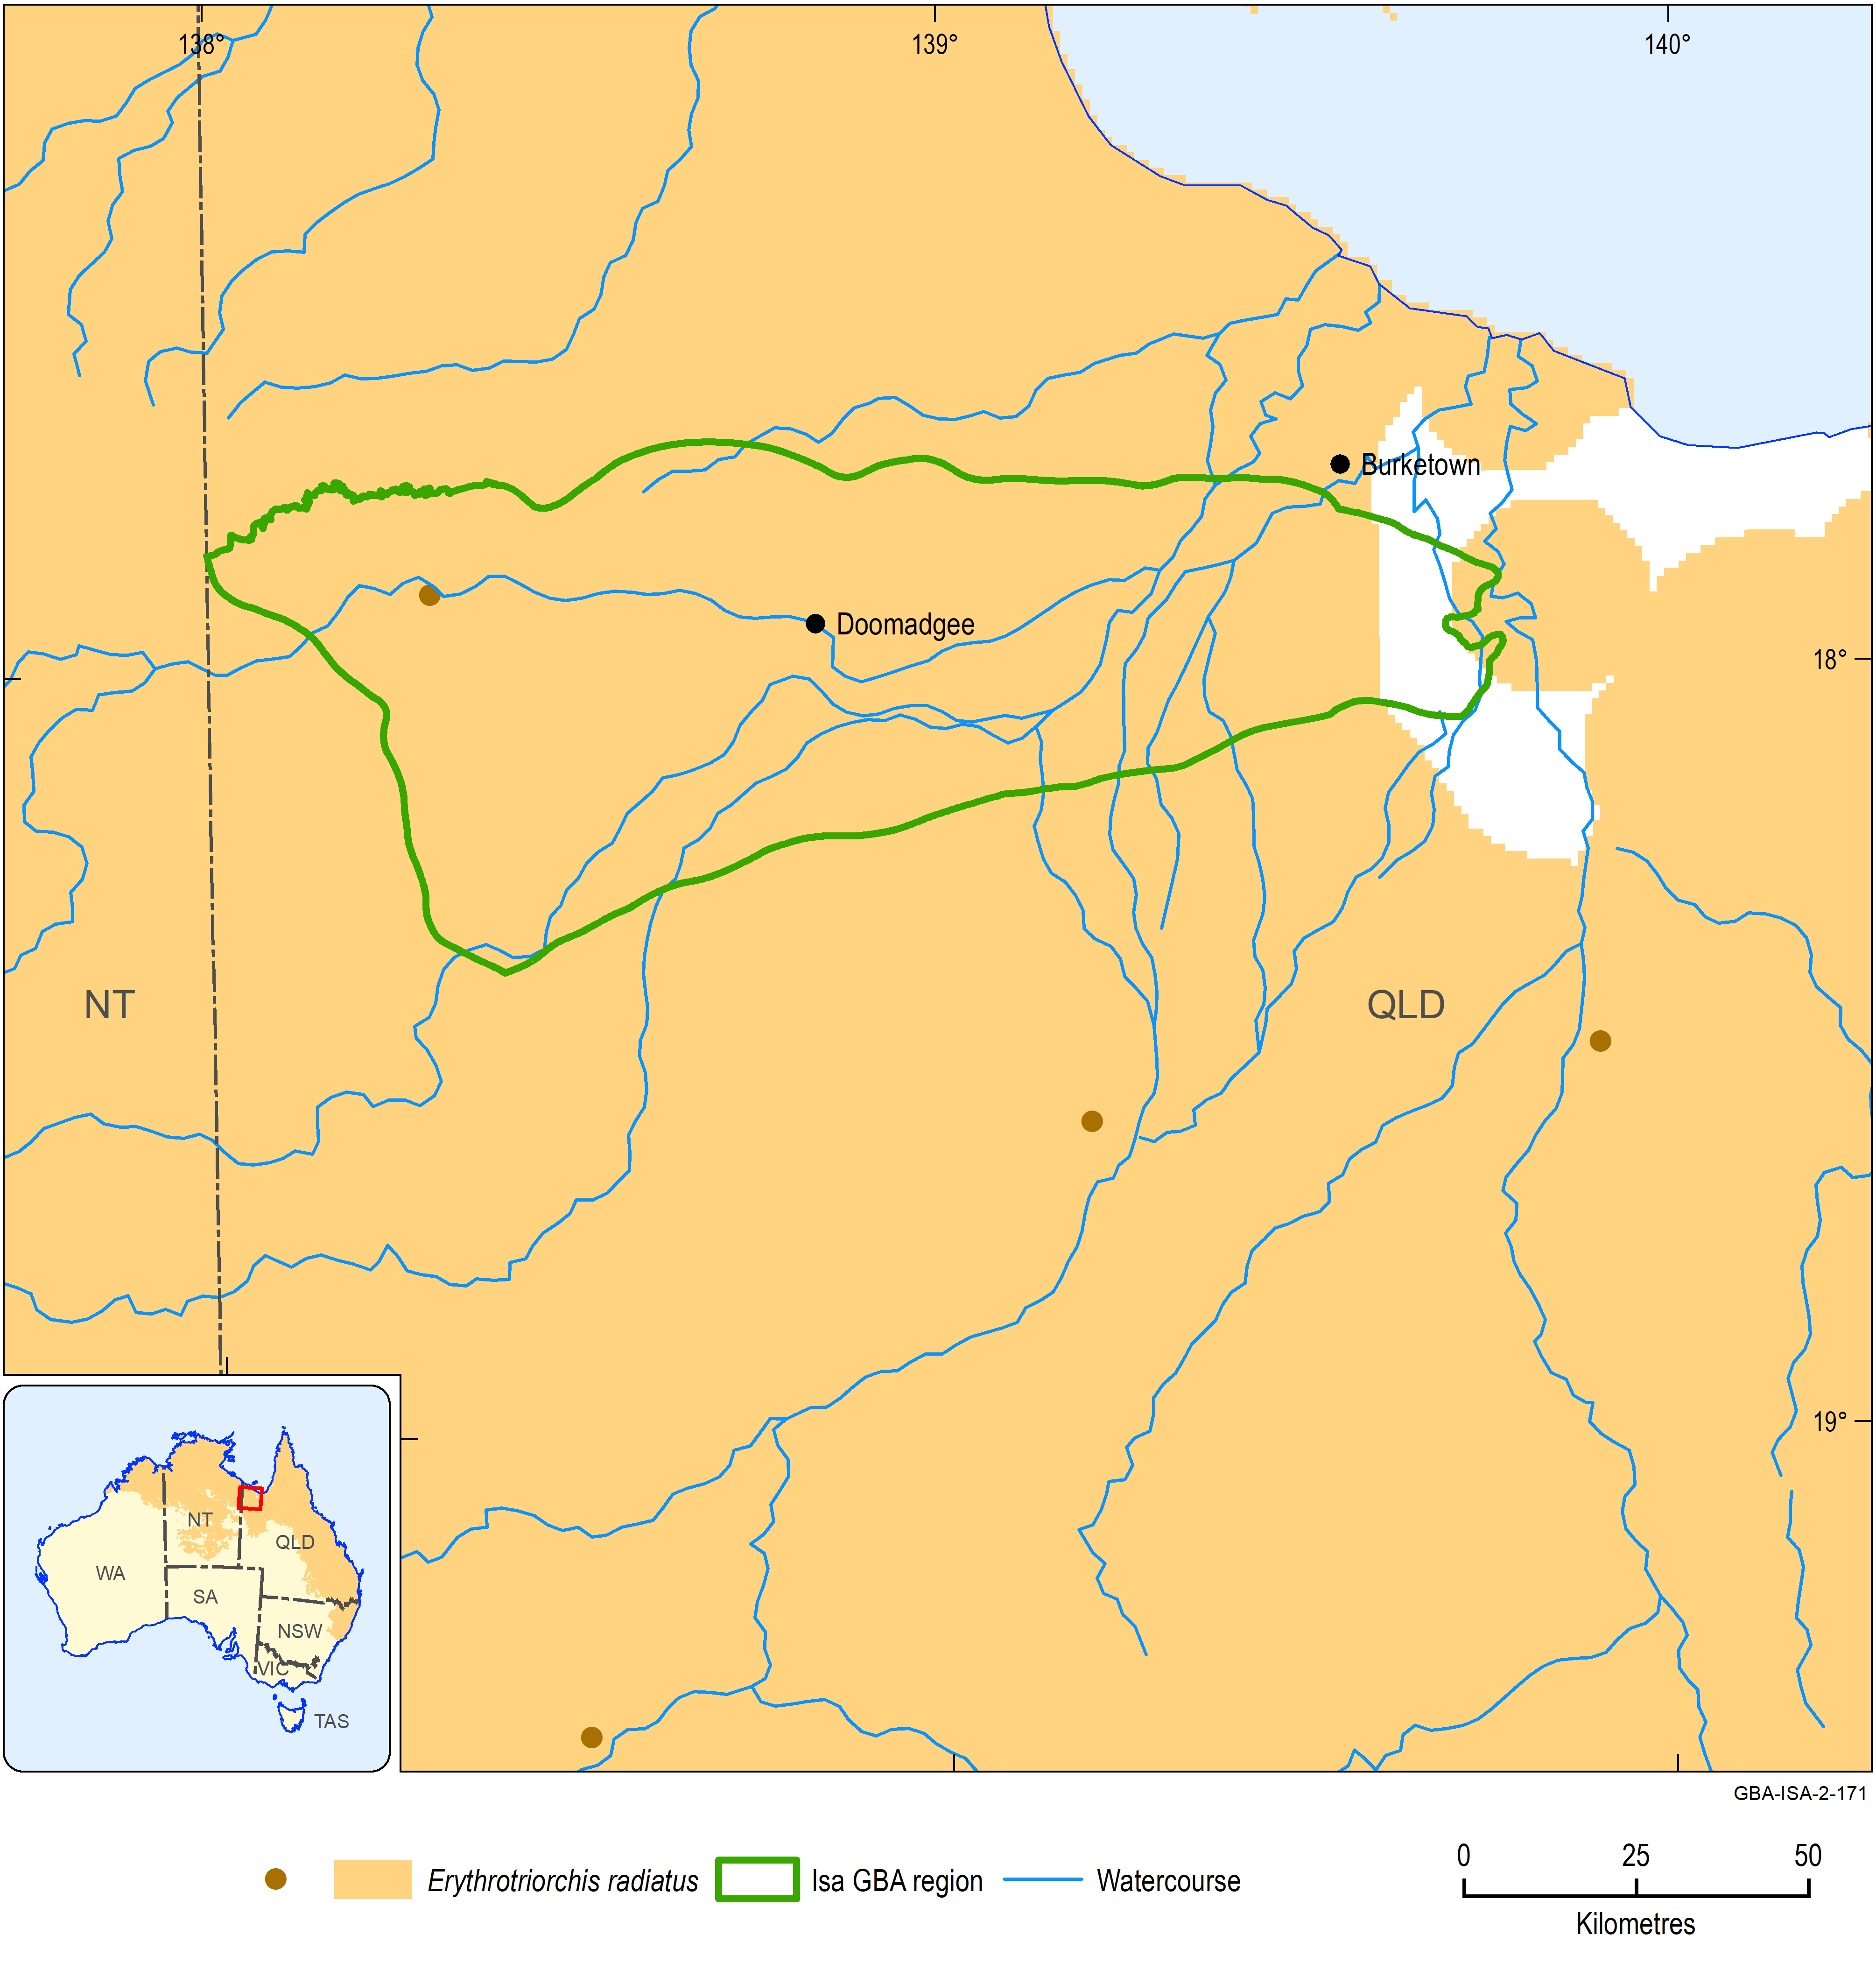 138°
139°
140°
Burketown
Doomadgee
18°
NT
QLD
19°
NT
QLD
WA
SA
NSW
VIC
TAS
GBA-ISA-2-171
Erythrotriorchis radiatus
Isa GBA region
Watercourse
0 25 50
Kilometres